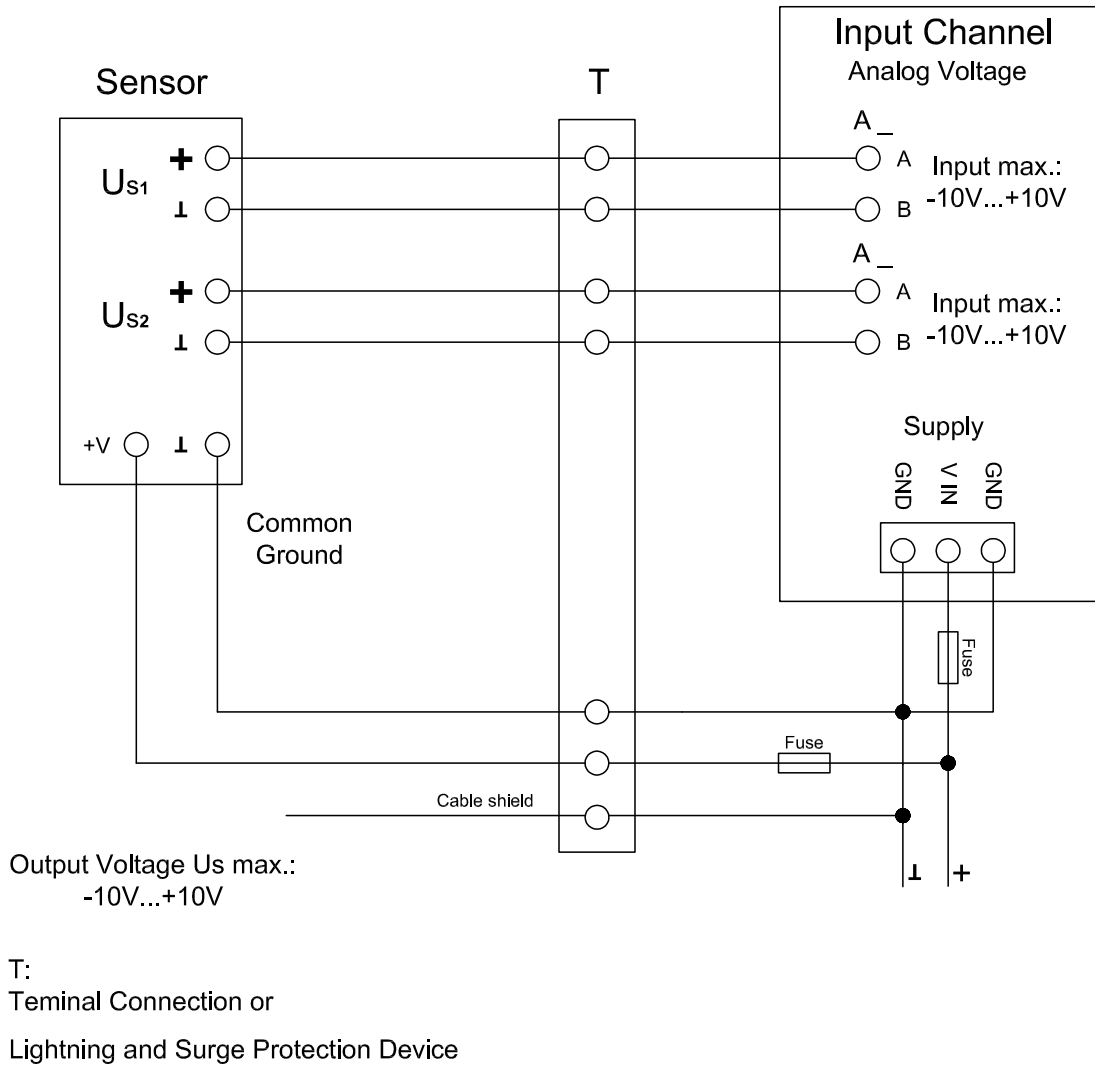 Input Channel
Analog Voltage
Sensor
T
A _
+
A
Input max.:
-10V...+10V
US1
⊥
B
A _
+
A
Input max.:
-10V...+10V
US2
⊥
B
+V
⊥
Supply
GND
V IN
GND
Common
Ground
Fuse
Fuse
Cable shield
⊥
+
Output Voltage Us max.:
-10V...+10V
T:
Teminal Connection or
Lightning and Surge Protection Device